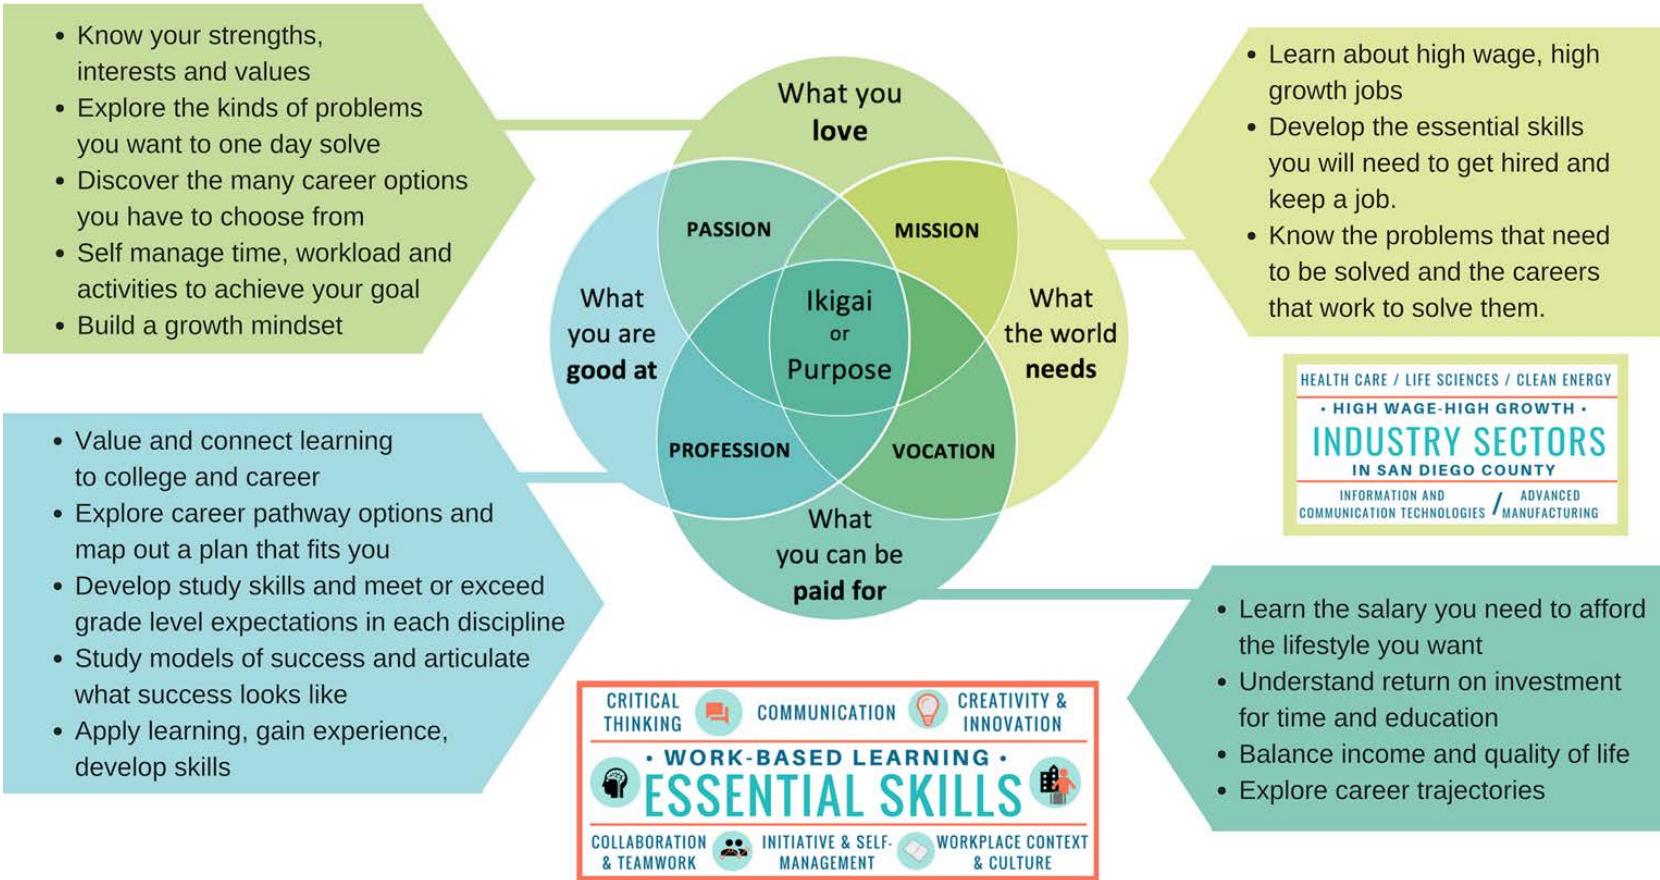 • Know your strengths,
interests and values
• Explore the kinds of problems
you want to one day solve
• Discover the many career options
you have to choose from
• Self manage time, workload and
activities to achieve your goal
• Build a growth mindset
What you
love
PASSION
MISSION
What
you are
good at
Ikigai
or
Purpose
What
the world
needs
PROFESSION
VOCATION
What
you can be
paid for
• Learn about high wage, high
growth jobs
• Develop the essential skills
you will need to get hired and
keep a job.
• Know the problems that need
to be solved and the careers
that work to solve them.
HEALTH CARE / LIFE SCIENCES / CLEAN ENERGY
• HIGH WAGE-HIGH GROWTH •
INDUSTRY SECTORS
IN SAN DIEGO COUNTY
INFORMATION AND
COMMUNICATION TECHNOLOGIES / ADVANCED
MANUFACTURING
• Value and connect learning
to college and career
• Explore career pathway options and
map out a plan that fits you
• Develop study skills and meet or exceed
grade level expectations in each discipline
• Study models of success and articulate
what success looks like
• Apply learning, gain experience,
develop skills
CRITICAL
THINKING
COMMUNICATION
CREATIVITY &
INNOVATION
• WORK-BASED LEARNING •
ESSENTIAL SKILLS
COLLABORATION
& TEAMWORK
INITIATIVE & SELF-
MANAGEMENT
WORKPLACE CONTEXT
& CULTURE
• Learn the salary you need to afford
the lifestyle you want
• Understand return on investment
for time and education
• Balance income and quality of life
• Explore career trajectories